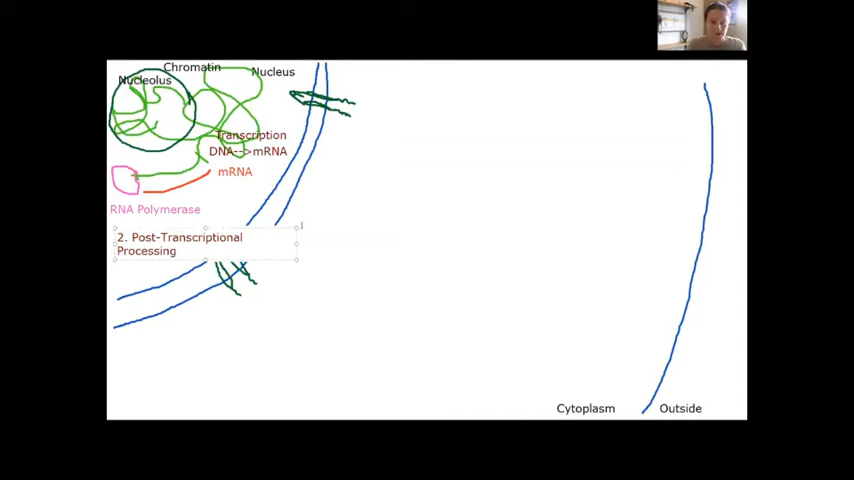 Chromatin
Nucleus
Nucleolus
Transcription
DNA-->mRNA
mRNA
RNA Polymerase
2. Post-Transcriptional
Processing
Cytoplasm
Outside